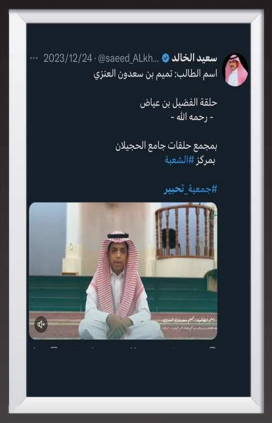 سعيد الخالد @saeed_ALkh... · 2023/12/24 ...
اسم الطالب: تميم بن سعدون العنزي
حلقة الفضيل بن عياض
- رحمه الله -
بمجمع حلقات جامع الحجيلان
بمركز #الشعبة
#جمعية_تحبير